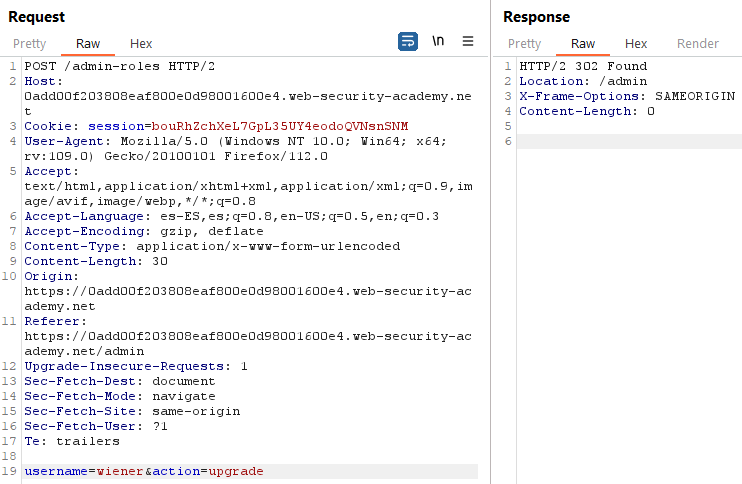 Request
Pretty Raw Hex
\n
1 POST /admin-roles HTTP/2
2 Host:
0add00f203808eaf800e0d98001600e4.web-security-academy.ne
t
3 Cookie: session=bouRhZchXeL7GpL35UY4eodoQVNsnSNM
4 User-Agent: Mozilla/5.0 (Windows NT 10.0; Win64; x64;
rv:109.0) Gecko/20100101 Firefox/112.0
5 Accept:
text/html,application/xhtml+xml,application/xml;q=0.9,im
age/avif,image/webp,*/*;q=0.8
6 Accept-Language: es-ES,es;q=0.8,en-US;q=0.5,en;q=0.3
7 Accept-Encoding: gzip, deflate
8 Content-Type: application/x-www-form-urlencoded
9 Content-Length: 30
10 Origin:
https://0add00f203808eaf800e0d98001600e4.web-security-ac
ademy.net
11 Referer:
https://0add00f203808eaf800e0d98001600e4.web-security-ac
ademy.net/admin
12 Upgrade-Insecure-Requests: 1
13 Sec-Fetch-Dest: document
14 Sec-Fetch-Mode: navigate
15 Sec-Fetch-Site: same-origin
16 Sec-Fetch-User: ?1
17 Te: trailers
18
19 username=wiener&action=upgrade
Response
Pretty Raw Hex Render
1 HTTP/2 302 Found
2 Location: /admin
3 X-Frame-Options: SAMEORIGIN
4 Content-Length: 0
5
6